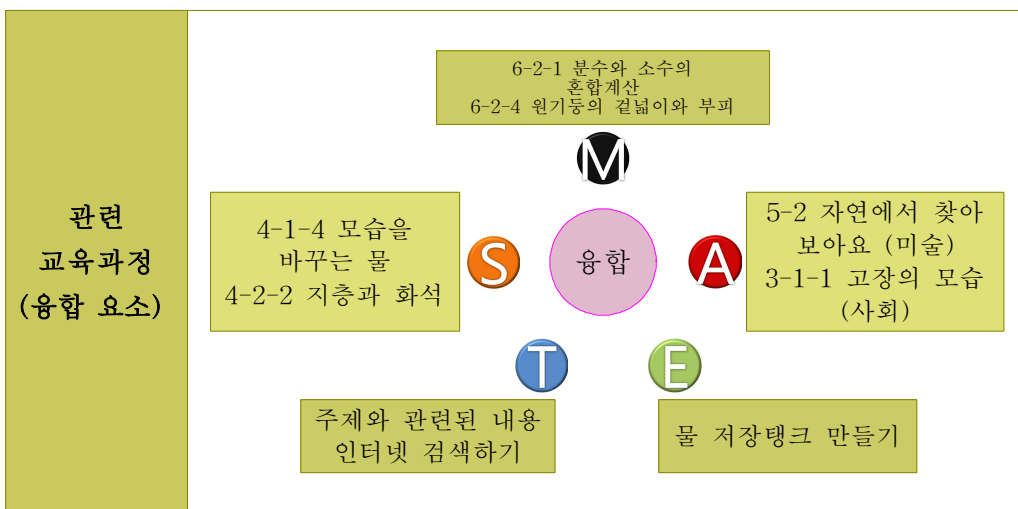 관련
교육과정
(융합 요소)
6-2-1 분수와 소수의
혼합계산
6-2-4 원기둥의 겉넓이와 부피
M
4-1-4 모습을
바꾸는 물
4-2-2 지층과 화석
S
융합
A
5-2 자연에서 찾아
보아요 (미술)
3-1-1 고장의 모습
(사회)
T
E
주제와 관련된 내용
인터넷 검색하기
물 저장탱크 만들기